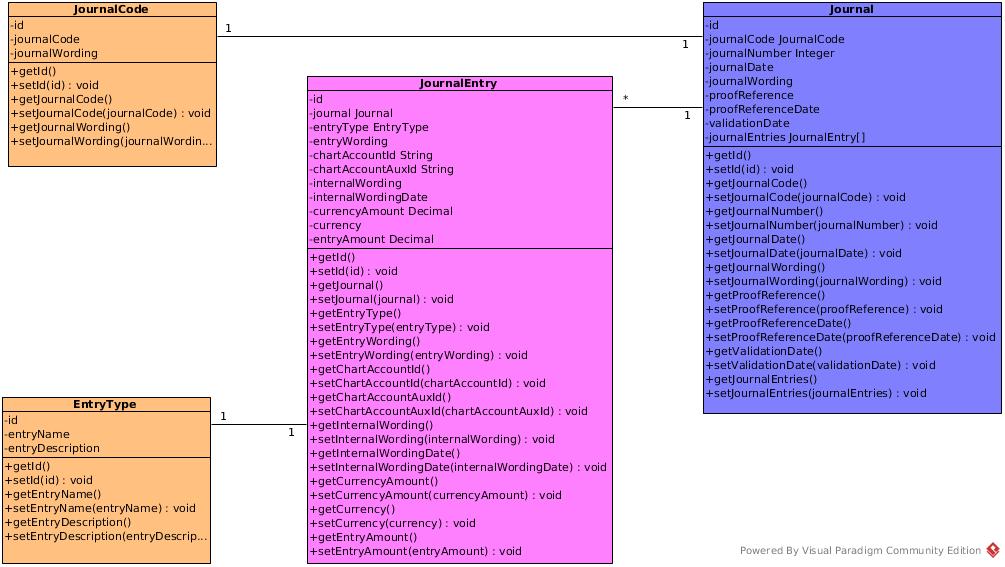 JournalCode
-id
-journalCode
-journalWording
+getId()
+setId(id) : void
+getJournalCode()
+setJournalCode(journalCode) : void
+getJournalWording()
+setJournalWording(journalWordin...
1
1
Journal
-id
-journalCode JournalCode
-journalNumber Integer
-journalDate
-journalWording
-proofReference
-proofReferenceDate
-validationDate
-journalEntries JournalEntry[]
+getId()
+setId(id) : void
+getJournalCode()
+setJournalCode(journalCode) : void
+getJournalNumber()
+setJournalNumber(journalNumber) : void
+getJournalDate()
+setJournalDate(journalDate) : void
+getJournalWording()
+setJournalWording(journalWording) : void
+getProofReference()
+setProofReference(proofReference) : void
+getProofReferenceDate()
+setProofReferenceDate(proofReferenceDate) : void
+getValidationDate()
+setValidationDate(validationDate) : void
+getJournalEntries()
+setJournalEntries(journalEntries) : void
JournalEntry
-id
-journal Journal
-entryType EntryType
-entryWording
-chartAccountId String
-chartAccountAuxId String
-internalWording
-internalWordingDate
-currencyAmount Decimal
-currency
-entryAmount Decimal
+getId()
+setId(id) : void
+getJournal()
+setJournal(journal) : void
+getEntryType()
+setEntryType(entryType) : void
+getEntryWording()
+setEntryWording(entryWording) : void
+getChartAccountId()
+setChartAccountId(chartAccountId) : void
+getChartAccountAuxId()
+setChartAccountAuxId(chartAccountAuxId) : void
+getInternalWording()
+setInternalWording(internalWording) : void
+getInternalWordingDate()
+setInternalWordingDate(internalWordingDate) : void
+getCurrencyAmount()
+setCurrencyAmount(currencyAmount) : void
+getCurrency()
+setCurrency(currency) : void
+getEntryAmount()
+setEntryAmount(entryAmount) : void
*
1
EntryType
-id
-entryName
-entryDescription
+getId()
+setId(id) : void
+getEntryName()
+setEntryName(entryName) : void
+getEntryDescription()
+setEntryDescription(entryDescrip...
1
1
Powered By Visual Paradigm Community Edition